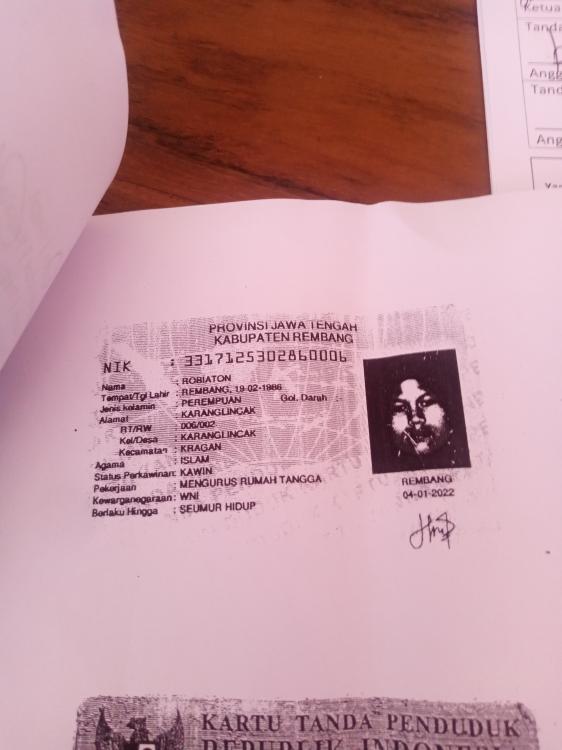 Ketua
Tanda
Angg
Tand
Ang
PROVINSI JAWA TENGAH
KABUPATEN REMBANG
NIK : 3317125302860006
Nama : ROBIATON
Tempat/Tgl Lahir : REMBANG, 19-02-1986
Jenis kelamin : PEREMPUAN Gol. Darah : -
Alamat : KARANGLINCAK
RT/RW : 006/002
Kel/Desa : KARANGLINCAK
Kecamatan : KRAGAN
Agama : ISLAM
Status Perkawinan: KAWIN
Pekerjaan : MENGURUS RUMAH TANGGA
Kewarganegaraan: WNI
Berlaku Hingga : SEUMUR HIDUP
REMBANG
04-01-2022
KARTU TANDA PENDUDUK
REPUBLIK INDONE